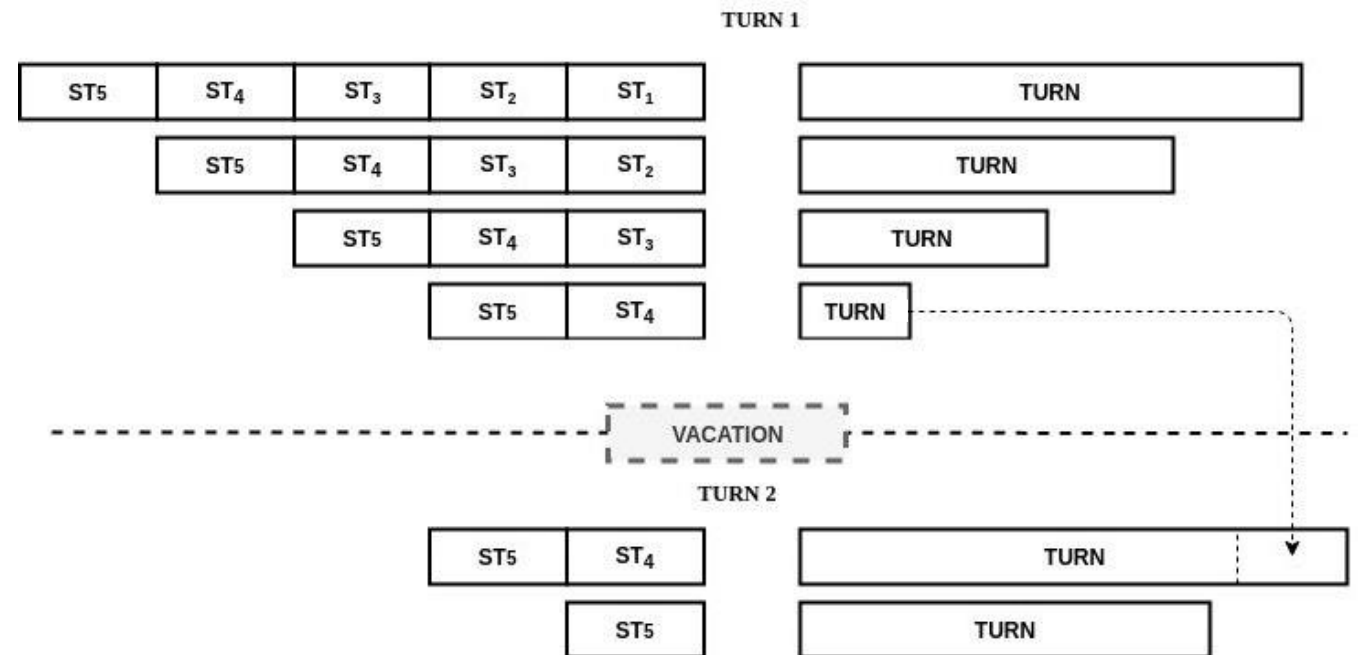 TURN 1
ST5 ST₄ ST₃ ST₂ ST₁ TURN
ST5 ST₄ ST₃ ST₂ TURN
ST5 ST₄ ST₃ TURN
ST5 ST₄ TURN
VACATION
TURN 2
ST5 ST₄ TURN
ST5 TURN